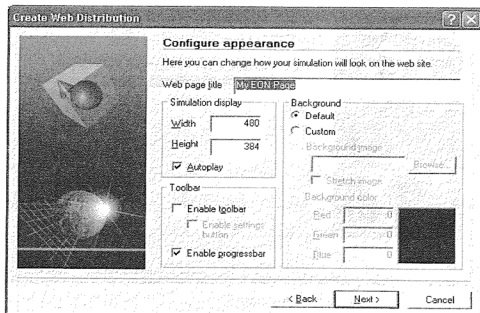 Create Web Distribution
Configure appearance
Here you can change how your simulation will look on the web site.
Web page title My EON Page
Simulation display
Width 480
Height 384
Autoplay
Toolbar
Enable toolbar
Enable settings
button
Enable progressbar
Background
Default
Custom
Background image
Browse...
Stretch image
Background color
Red 0
Green 0
Blue 0
< Back
Next >
Cancel